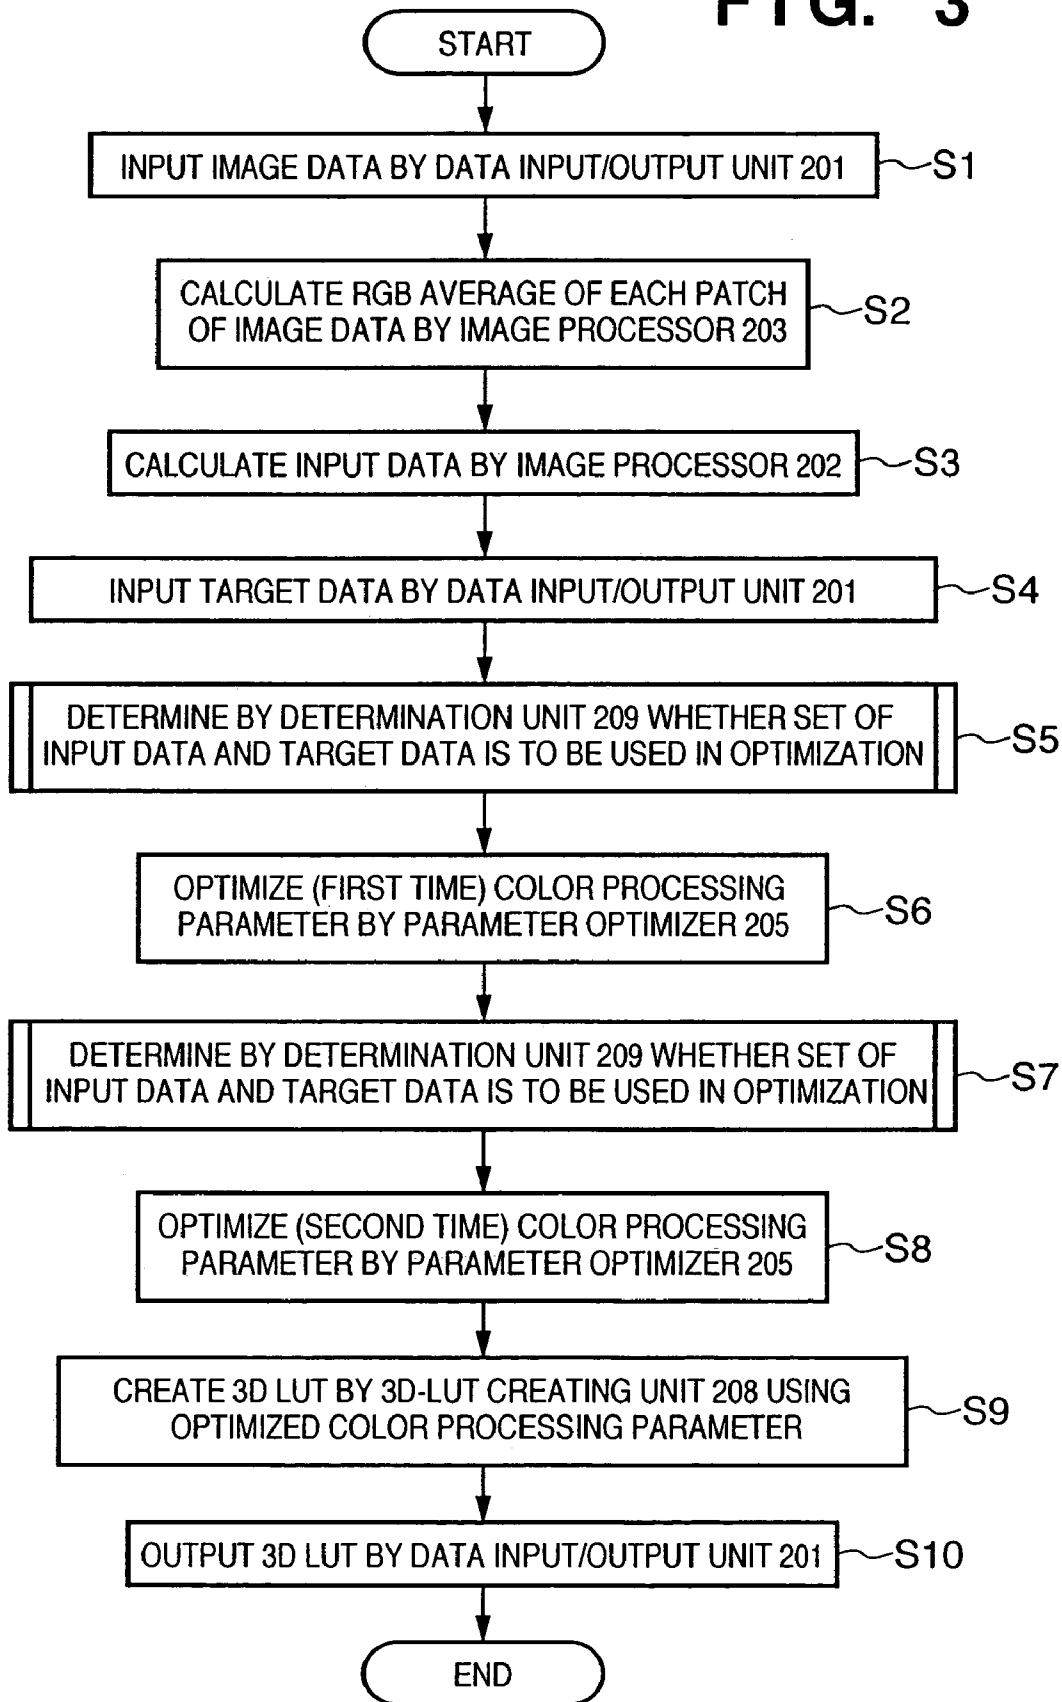 FIG. 3
START
INPUT IMAGE DATA BY DATA INPUT/OUTPUT UNIT 201
S1
CALCULATE RGB AVERAGE OF EACH PATCH
OF IMAGE DATA BY IMAGE PROCESSOR 203
S2
CALCULATE INPUT DATA BY IMAGE PROCESSOR 202
S3
INPUT TARGET DATA BY DATA INPUT/OUTPUT UNIT 201
S4
DETERMINE BY DETERMINATION UNIT 209 WHETHER SET OF
INPUT DATA AND TARGET DATA IS TO BE USED IN OPTIMIZATION
S5
OPTIMIZE (FIRST TIME) COLOR PROCESSING
PARAMETER BY PARAMETER OPTIMIZER 205
S6
DETERMINE BY DETERMINATION UNIT 209 WHETHER SET OF
INPUT DATA AND TARGET DATA IS TO BE USED IN OPTIMIZATION
S7
OPTIMIZE (SECOND TIME) COLOR PROCESSING
PARAMETER BY PARAMETER OPTIMIZER 205
S8
CREATE 3D LUT BY 3D-LUT CREATING UNIT 208 USING
OPTIMIZED COLOR PROCESSING PARAMETER
S9
OUTPUT 3D LUT BY DATA INPUT/OUTPUT UNIT 201
S10
END